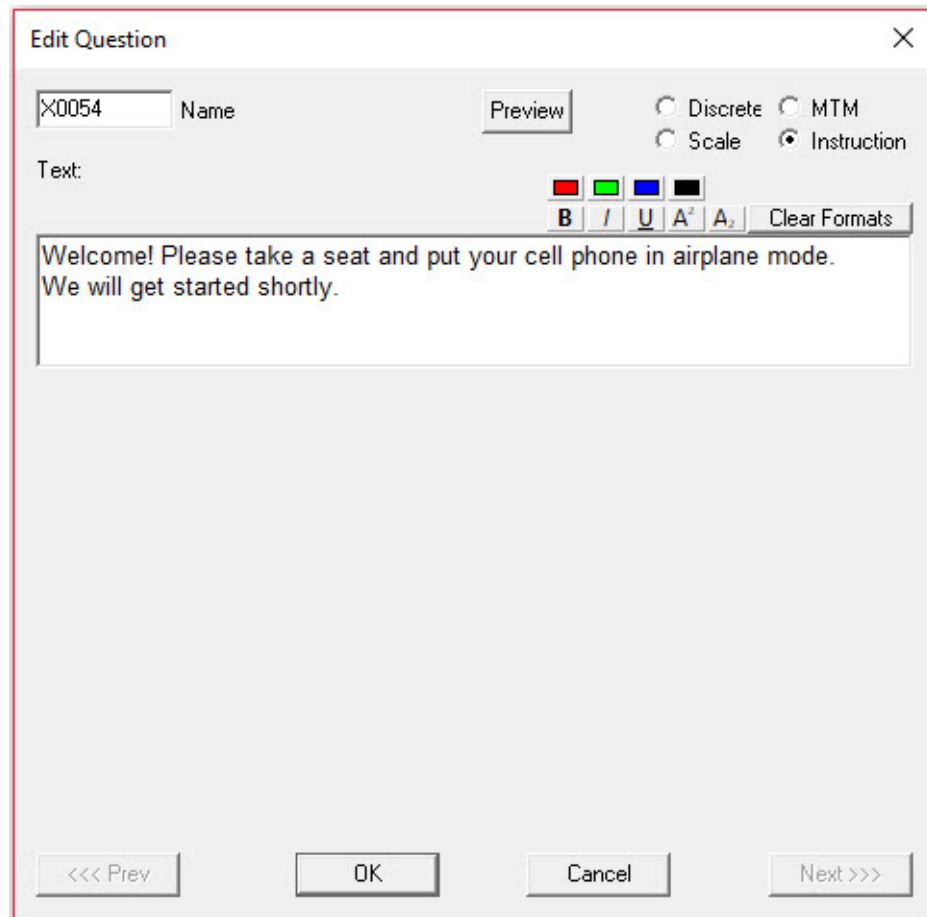 Edit Question
X0054 Name Preview Discrete MTM
Scale Instruction
Text:
B I U A² A₂ Clear Formats
Welcome! Please take a seat and put your cell phone in airplane mode.
We will get started shortly.
<<< Prev OK Cancel Next >>>